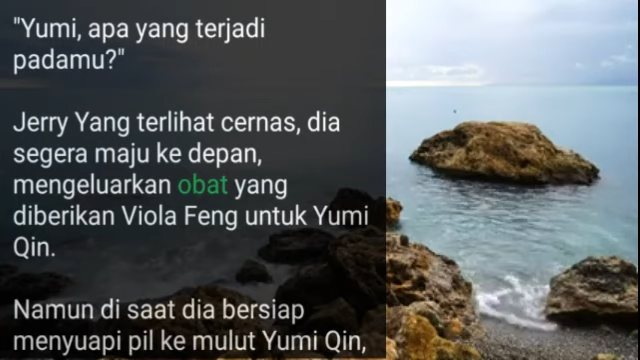 "Yumi, apa yang terjadi
padamu?"
Jerry Yang terlihat cernas, dia
segera maju ke depan,
mengeluarkan obat yang
diberikan Viola Feng untuk Yumi
Qin.
Namun di saat dia bersiap
menyuapi pil ke mulut Yumi Qin,